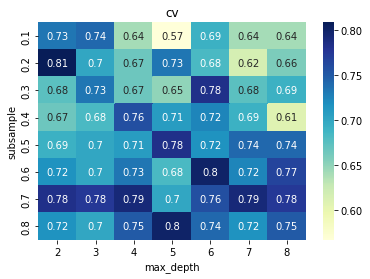 cv
0.1 0.73 0.74 0.64 0.57 0.69 0.64 0.64
0.2 0.81 0.7 0.67 0.73 0.68 0.62 0.66
0.3 0.68 0.73 0.67 0.65 0.78 0.68 0.69
0.4 0.67 0.68 0.76 0.71 0.72 0.69 0.61
0.5 0.69 0.7 0.71 0.78 0.72 0.74 0.74
0.6 0.72 0.7 0.73 0.68 0.8 0.72 0.77
0.7 0.78 0.78 0.79 0.7 0.76 0.79 0.78
0.8 0.72 0.7 0.75 0.8 0.74 0.72 0.75
2 3 4 5 6 7 8
max_depth
subsample
0.80
0.75
0.70
0.65
0.60